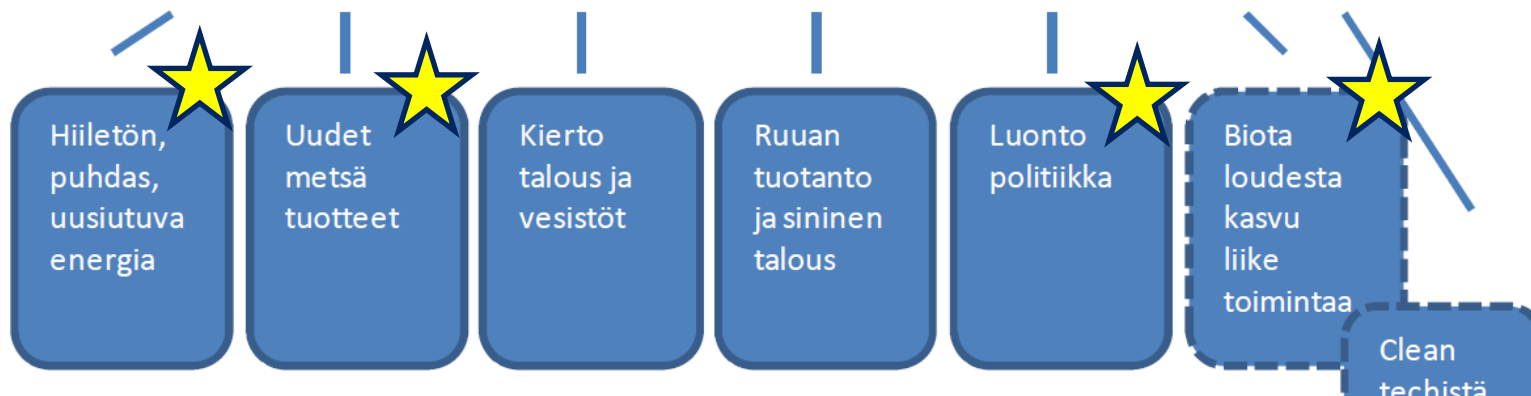 Hiiletön,
puhdas,
uusiutuva
energia
Uudet
metsä
tuotteet
Kierto
talous ja
vesistöt
Ruuan
tuotanto
ja sininen
talous
Luonto
politiikka
Biota
loudesta
kasvu
liike
toimintaa
Clean
techistä